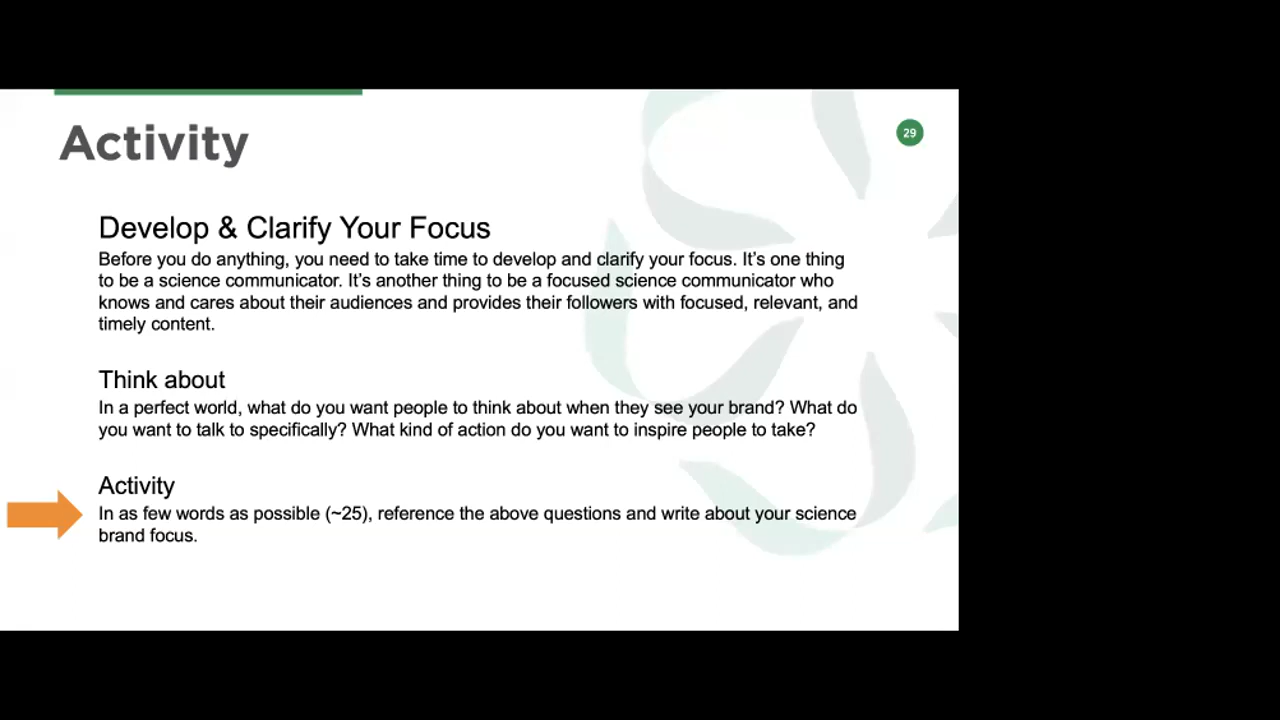 Activity
29
Develop & Clarify Your Focus
Before you do anything, you need to take time to develop and clarify your focus. It's one thing
to be a science communicator. It's another thing to be a focused science communicator who
knows and cares about their audiences and provides their followers with focused, relevant, and
timely content.
Think about
In a perfect world, what do you want people to think about when they see your brand? What do
you want to talk to specifically? What kind of action do you want to inspire people to take?
Activity
In as few words as possible (~25), reference the above questions and write about your science
brand focus.